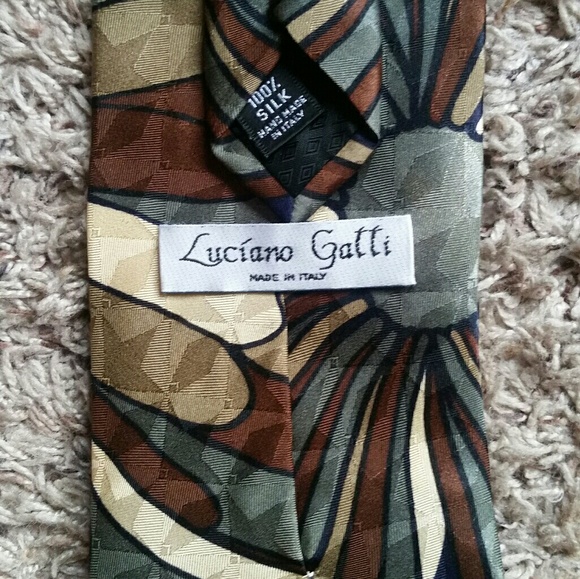 100%
SILK
HAND MADE
IN ITALY
Luciano Galli
MADE IN ITALY